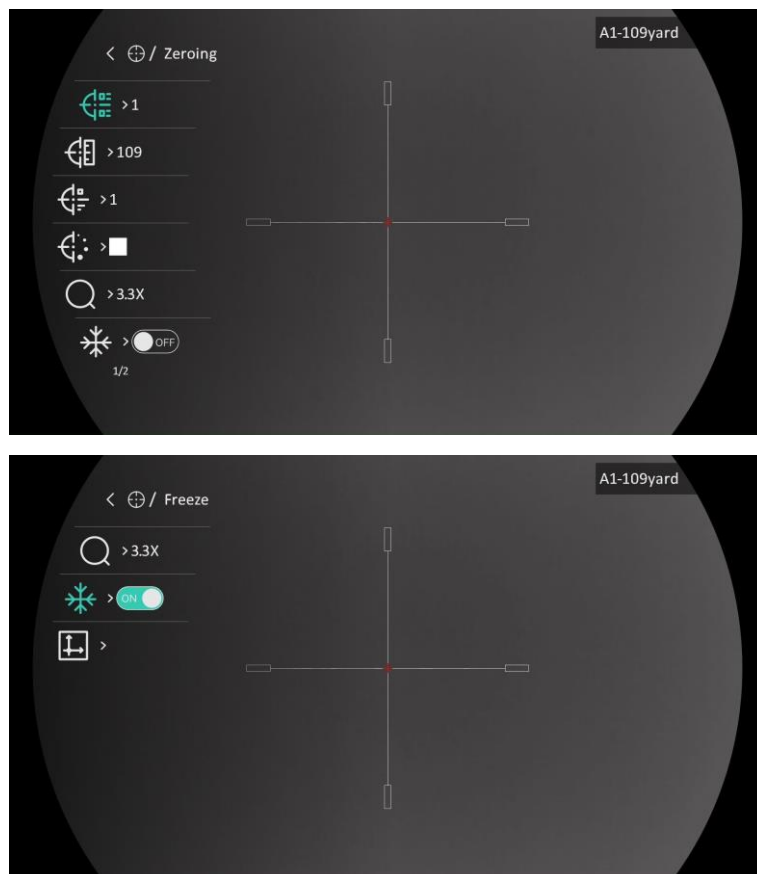 A1-109yard
< / Zeroing
>1
>109
>1
>
>3.3X
> OFF
1/2
A1-109yard
< / Freeze
>3.3X
> ON
>